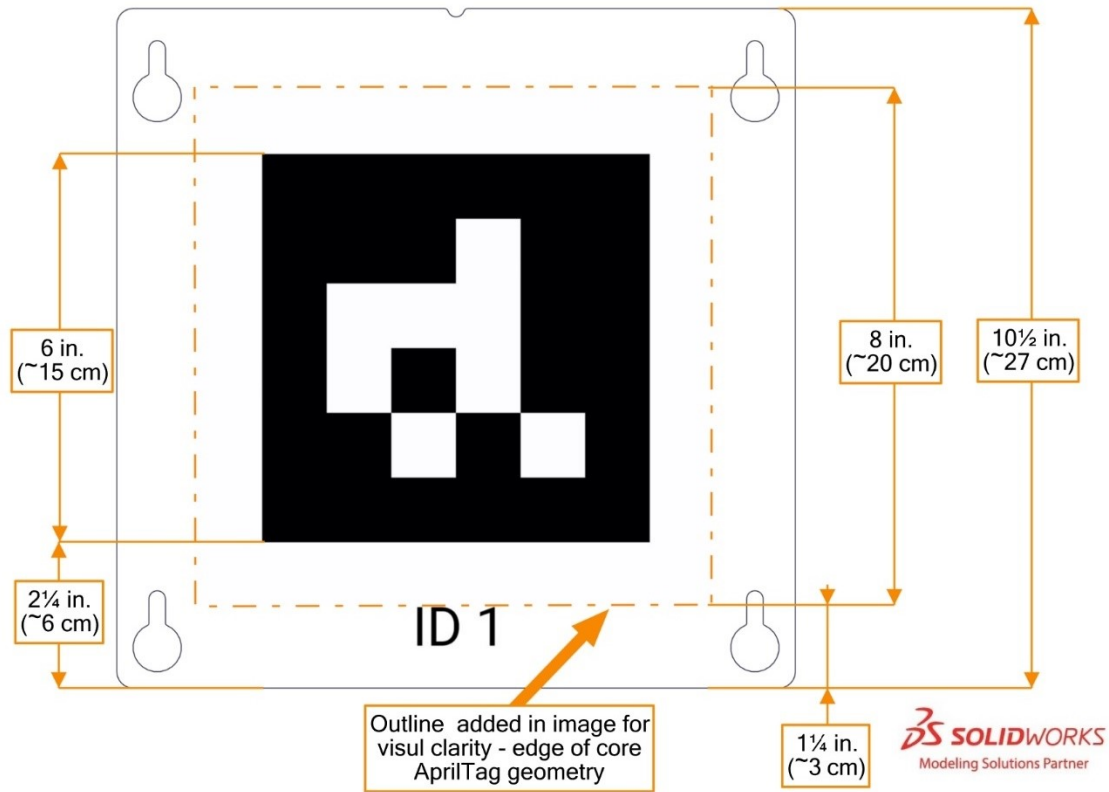 6 in.
(~15 cm)
8 in.
(~20 cm)
10½ in.
(~27 cm)
2¼ in.
(~6 cm)
ID 1
Outline added in image for
visul clarity - edge of core
AprilTag geometry
1¼ in.
(~3 cm)
SOLIDWORKS
Modeling Solutions Partner